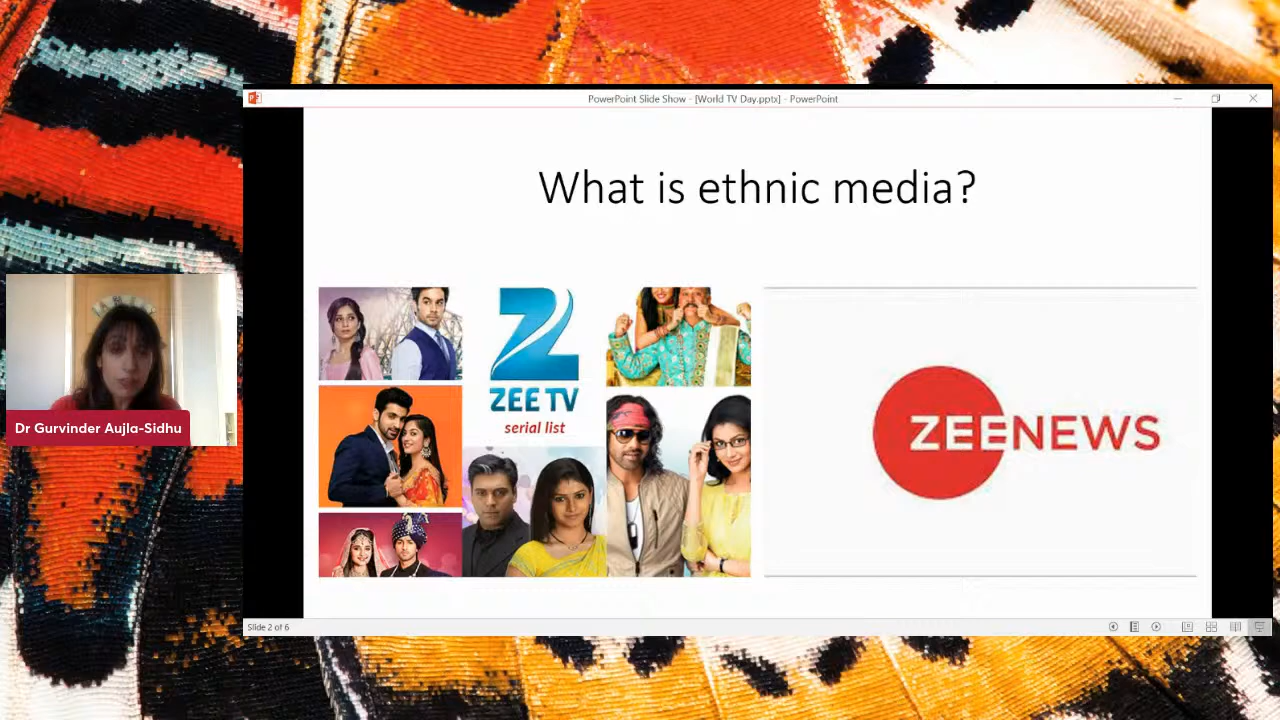 PowerPoint Slide Show - [World TV Day.pptx] - PowerPoint
What is ethnic media?
ZEE TV
serial list
ZEENEWS
Dr Gurvinder Aujla-Sidhu
Slide 2 of 6